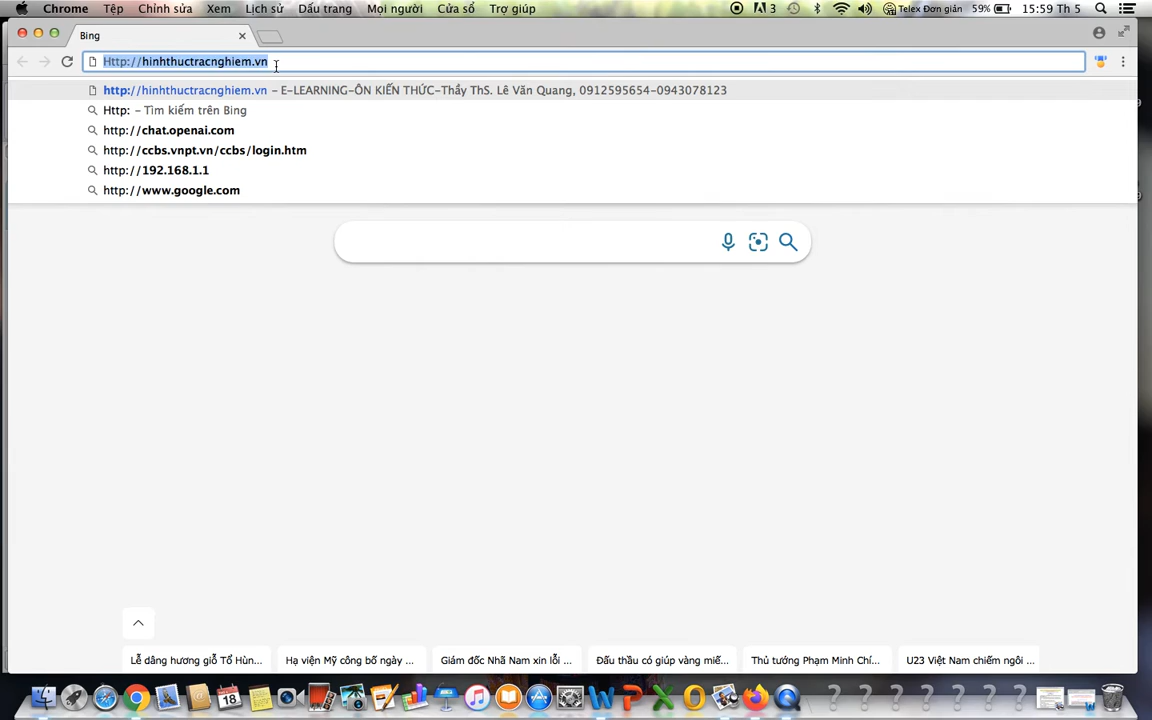 Chrome Tệp Chỉnh sửa Xem Lịch sử Dấu trang Mọi người Cửa sổ Trợ giúp 3 Telex Đơn giản 59% 15:59 Th 5
Bing
Http://hinhthuctracnghiem.vn
http://hinhthuctracnghiem.vn – E-LEARNING-ÔN KIẾN THỨC-Thầy ThS. Lê Văn Quang, 0912595654-0943078123
Http: – Tìm kiếm trên Bing
http://chat.openai.com
http://ccbs.vnpt.vn/ccbs/login.htm
http://192.168.1.1
http://www.google.com
Lễ dâng hương giỗ Tổ Hùn... Hạ viện Mỹ công bố ngày ... Giám đốc Nhã Nam xin lỗi ... Đấu thầu có giúp vàng miế... Thủ tướng Phạm Minh Chí... U23 Việt Nam chiếm ngôi ...
18